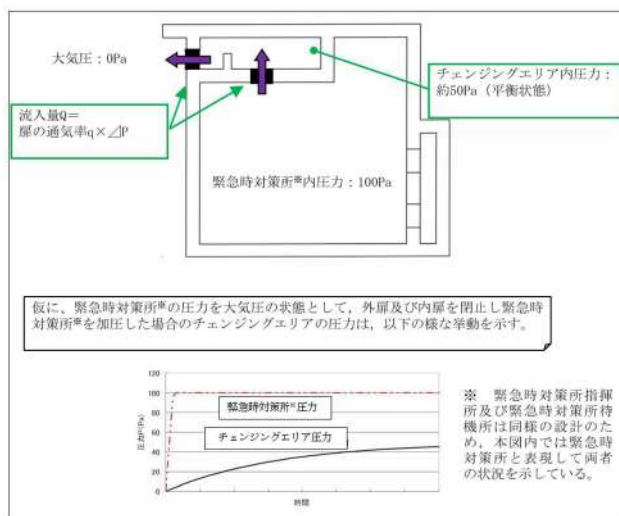 大気圧：0Pa
チェンジングエリア内圧力：
約50Pa（平衡状態）
流入量Q＝
扉の通気率q×⊿P
緊急時対策所※内圧力：100Pa
仮に、緊急時対策所※の圧力を大気圧の状態として，外扉及び内扉を閉止し緊急時
対策所※を加圧した場合のチェンジングエリアの圧力は，以下の様な挙動を示す。
120
100
80
60
40
20
0
圧力P(Pa)
緊急時対策所※圧力
チェンジングエリア圧力
時間
※　緊急時対策所指揮
所及び緊急時対策所待
機所は同様の設計のた
め，本図内では緊急時
対策所と表現して両者
の状況を示している。